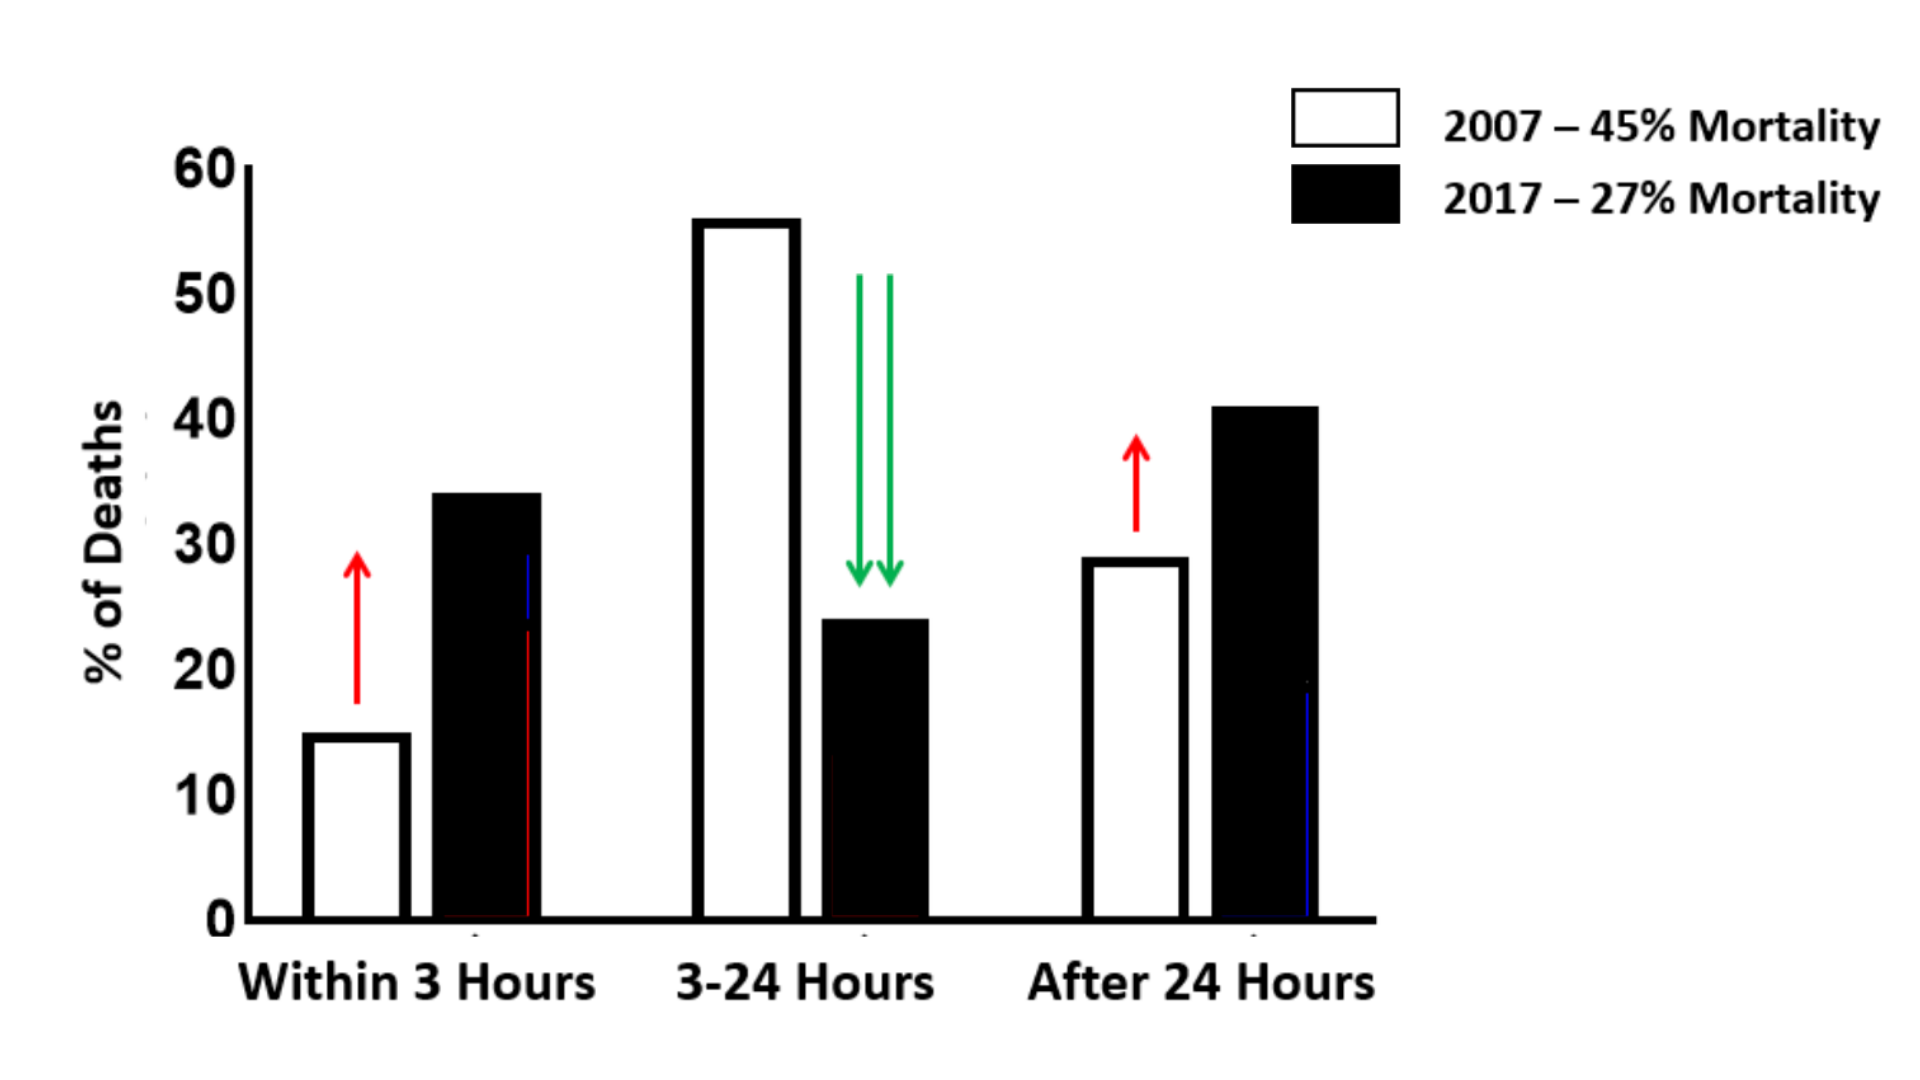 2007 – 45% Mortality
2017 – 27% Mortality
60
50
40
30
20
10
0
% of Deaths
Within 3 Hours
3-24 Hours
After 24 Hours